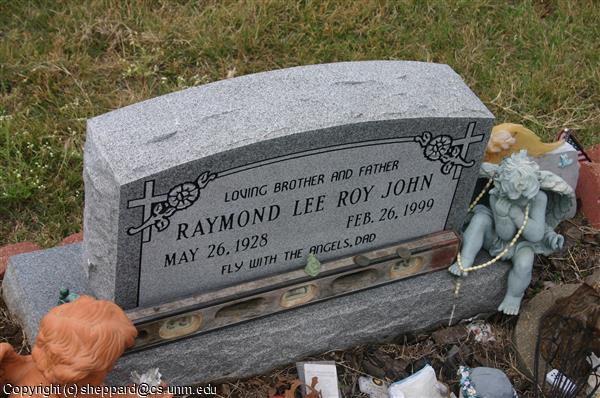 LOVING BROTHER AND FATHER
RAYMOND LEE ROY JOHN
MAY 26, 1928 FEB. 26, 1999
FLY WITH THE ANGELS, DAD
Copyright (c) sheppard@cs.unm.edu